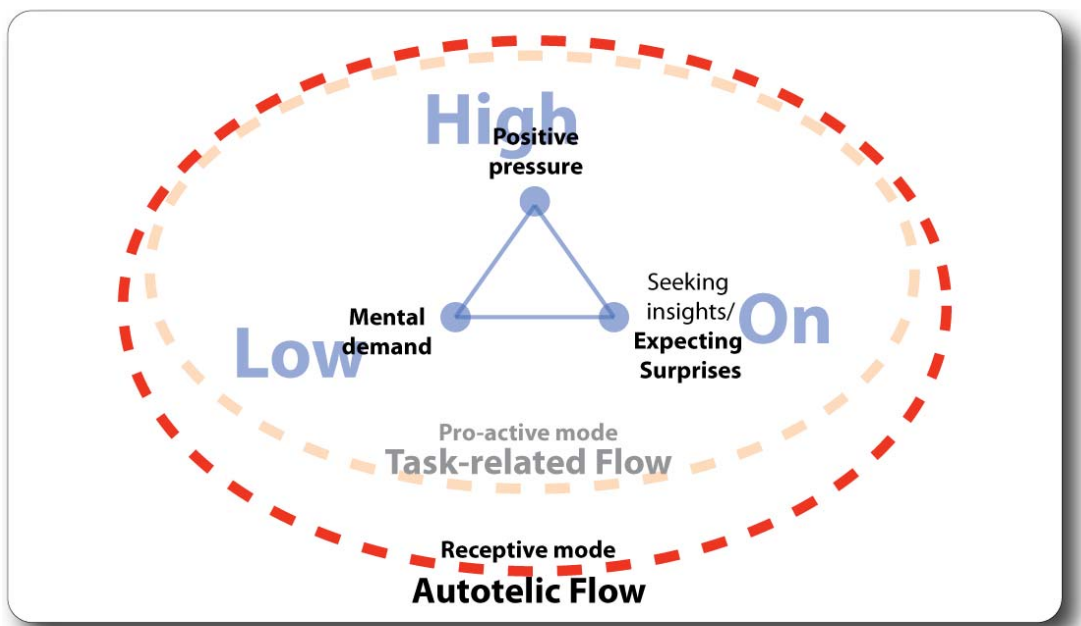 High
Positive
pressure
Seeking
insights/
On
Expecting
Surprises
Mental
demand
Low
Pro-active mode
Task-related Flow
Receptive mode
Autotelic Flow